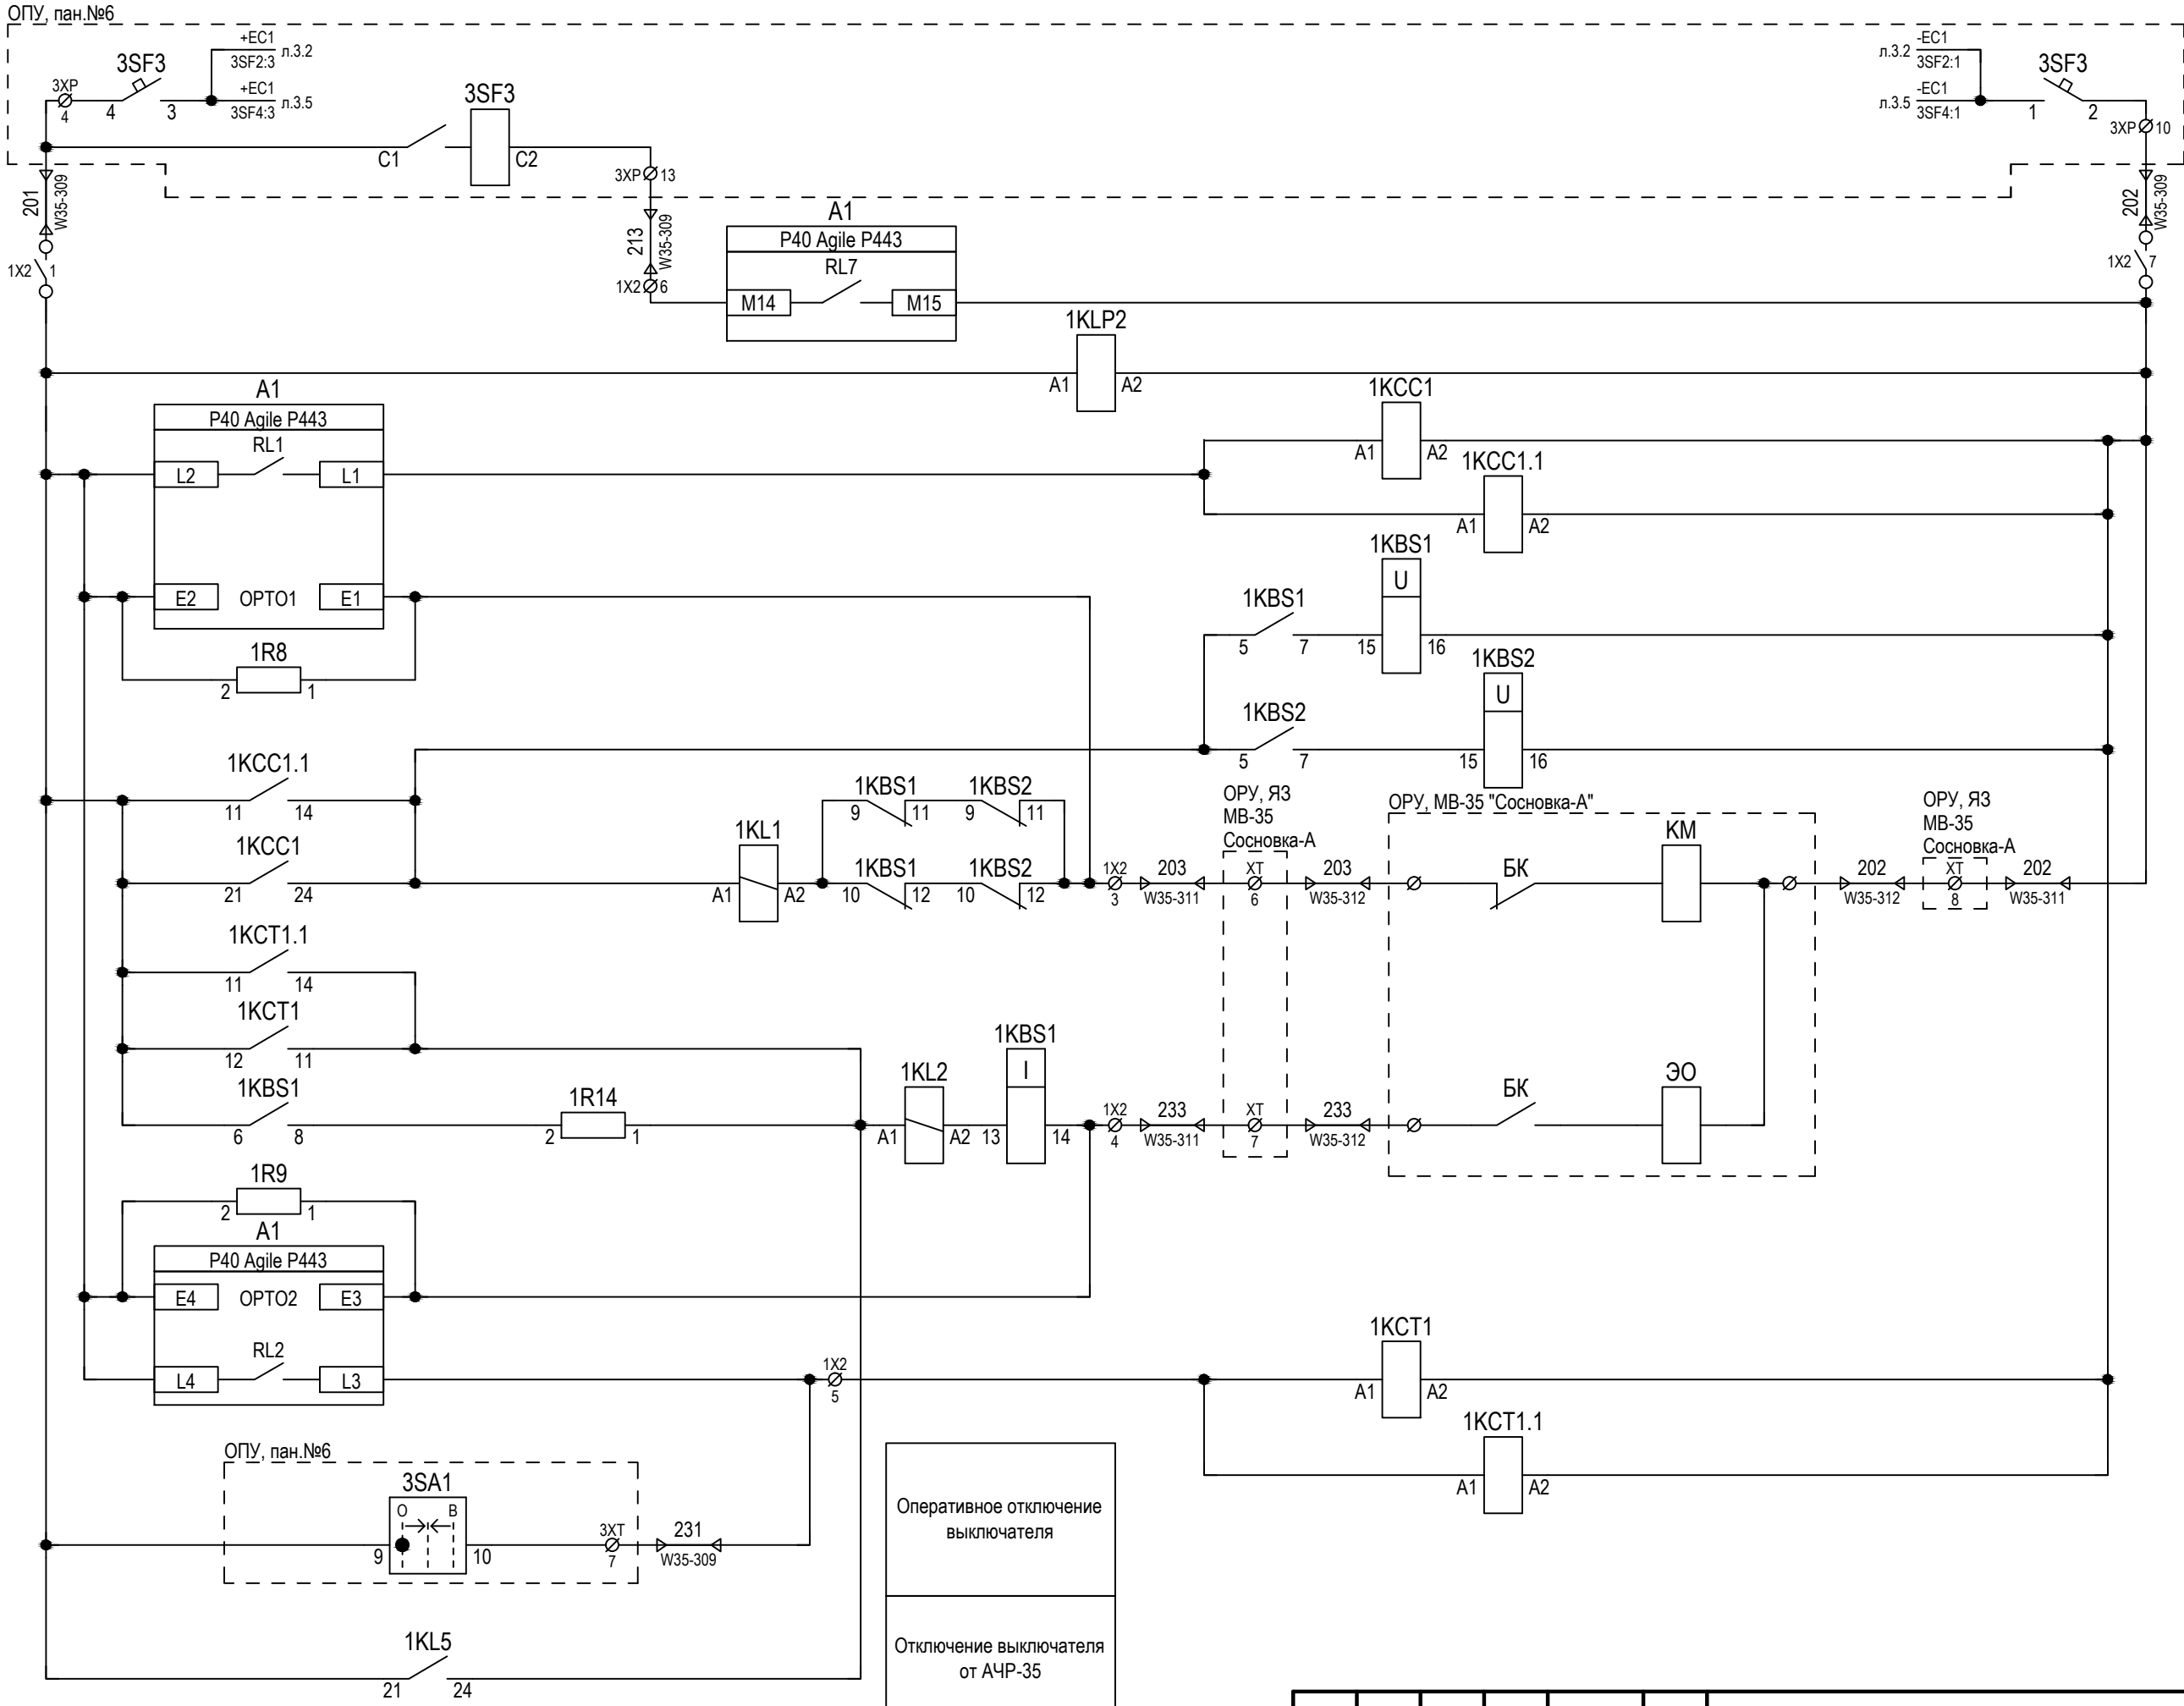 ОПУ, пан.№6
3SF3
+EC1
3SF2:3
л.3.2
+EC1
3SF4:3
л.3.5
3XP
4
4
3
3SF3
C1
C2
3XP
13
л.3.2
-EC1
3SF2:1
л.3.5
-EC1
3SF4:1
3SF3
1
2
3XP
10
201
W35-309
213
W35-309
202
W35-309
1X2
1
1X2
6
1X2
7
A1
P40 Agile P443
RL7
M14
M15
1KLP2
A1
A2
A1
P40 Agile P443
RL1
L2
L1
E2
OPTO1
E1
1R8
2
1
1KCC1
A1
A2
1KCC1.1
A1
A2
1KBS1
U
1KBS1
5
7
15
16
1KBS2
U
1KBS2
5
7
15
16
1KCC1.1
11
14
1KCC1
21
24
1KL1
A1
A2
1KBS1
9
11
1KBS2
9
11
1KBS1
10
12
1KBS2
10
12
1X2
3
203
W35-311
ОРУ, ЯЗ
МВ-35
Сосновка-А
XT
6
203
W35-312
ОРУ, МВ-35 "Сосновка-А"
БК
КМ
202
W35-312
ОРУ, ЯЗ
МВ-35
Сосновка-А
XT
8
202
W35-311
1KCT1.1
11
14
1KCT1
12
11
1KBS1
6
8
1R14
2
1
1KL2
A1
A2
1KBS1
I
13
14
1X2
4
233
W35-311
XT
7
233
W35-312
БК
ЭО
1R9
2
1
A1
P40 Agile P443
E4
OPTO2
E3
RL2
L4
L3
1X2
5
1KCT1
A1
A2
1KCT1.1
A1
A2
ОПУ, пан.№6
3SA1
О
В
9
10
3XT
7
231
W35-309
1KL5
21
24
Оперативное отключение
выключателя
Отключение выключателя
от АЧР-35